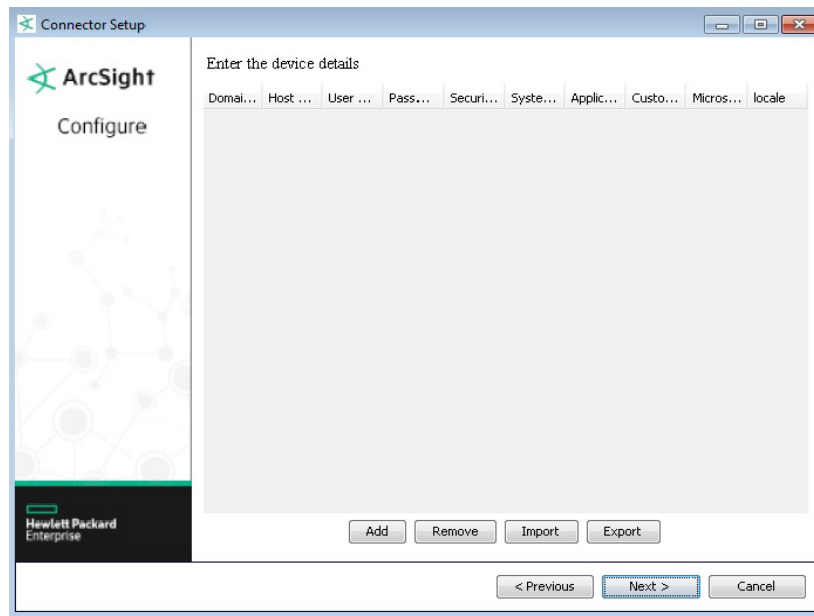 Connector Setup
ArcSight
Configure
Enter the device details
Domai... Host ... User ... Pass... Securi... Syste... Applic... Custo... Micros... locale
Hewlett Packard
Enterprise
Add Remove Import Export
< Previous Next > Cancel